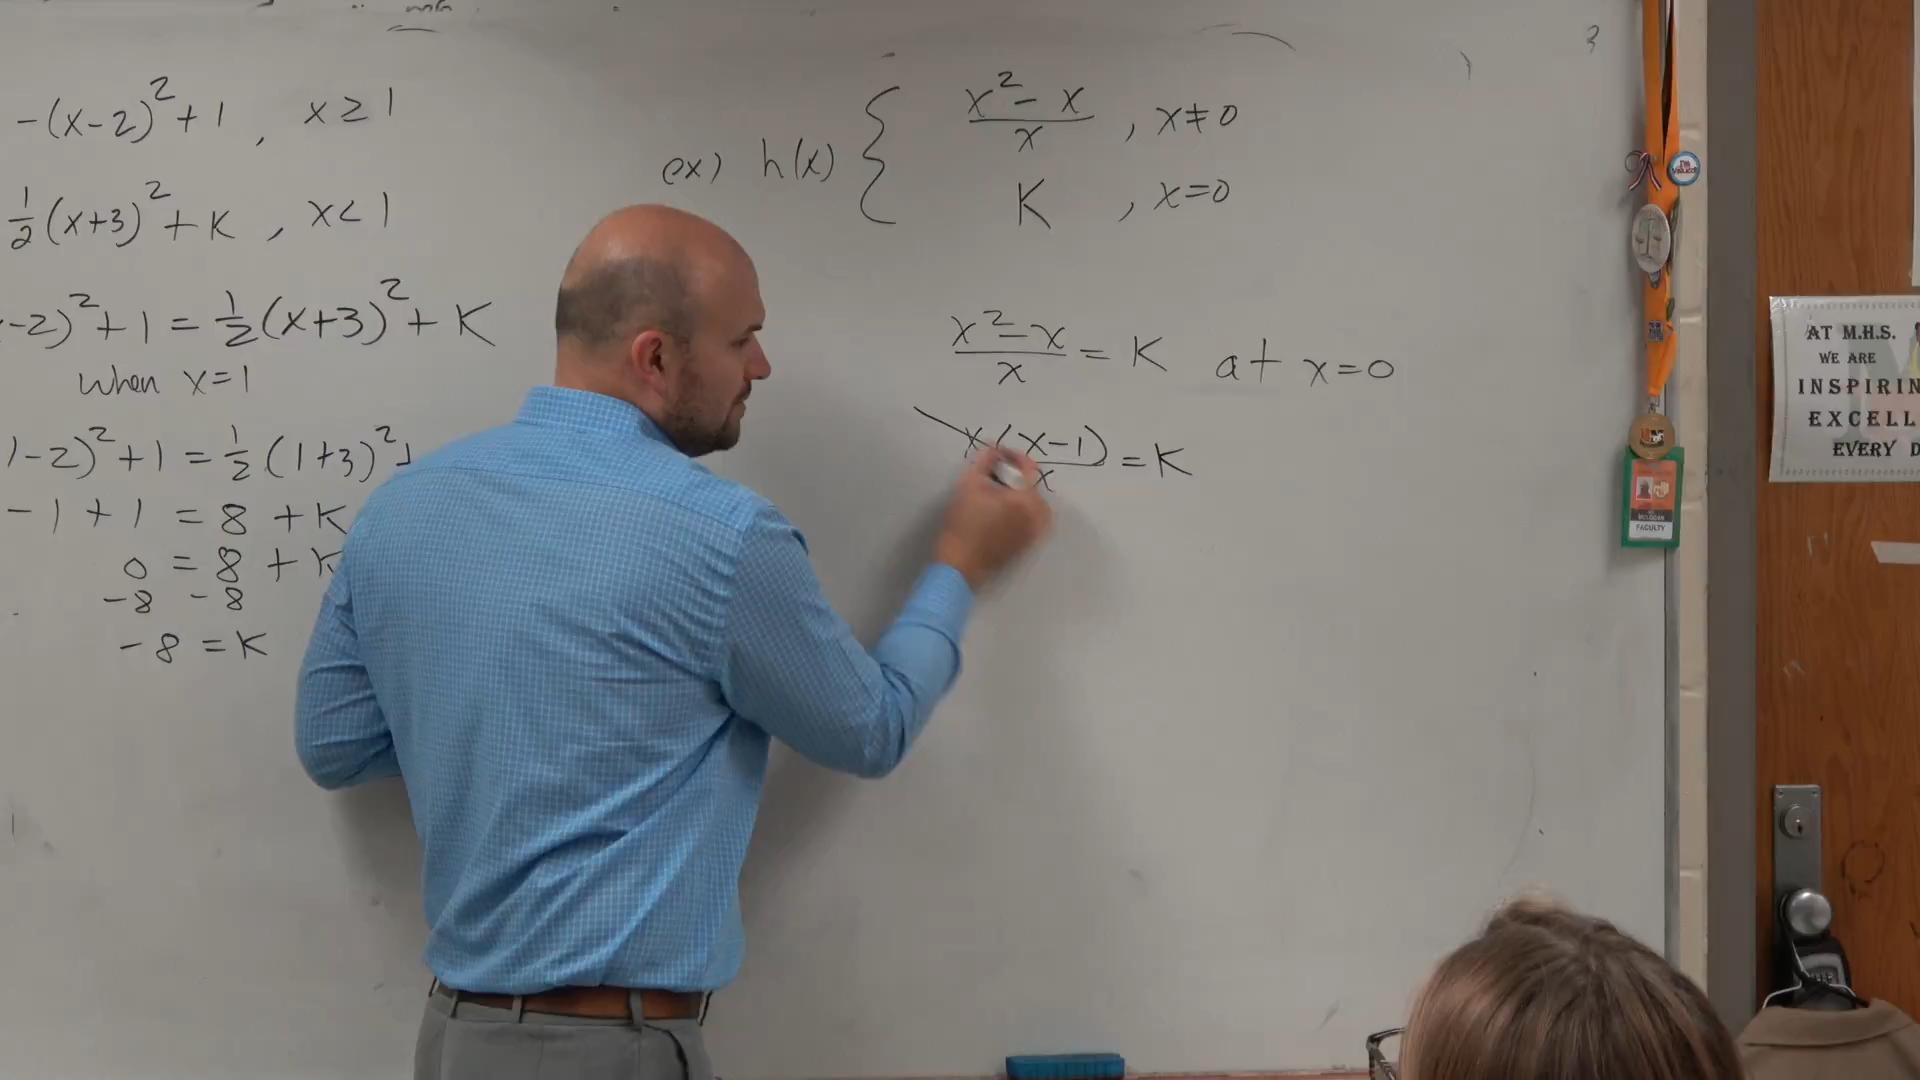 -(x-2)²+1 , x≥1
½(x+3)²+K , x<1
-2)²+1=½(x+3)²+K
when x=1
1-2)²+1=½(1+3)²
-1+1=8+K
0=8+K
-8 -8
-8=K
ex) h(x) {
x²-x/x , x≠0
K , x=0
x²-x/x=K at x=0
x(x-1)/x=K
AT M.H.S.
WE ARE
INSPIRIN
EXCELL
EVERY D
FACULTY